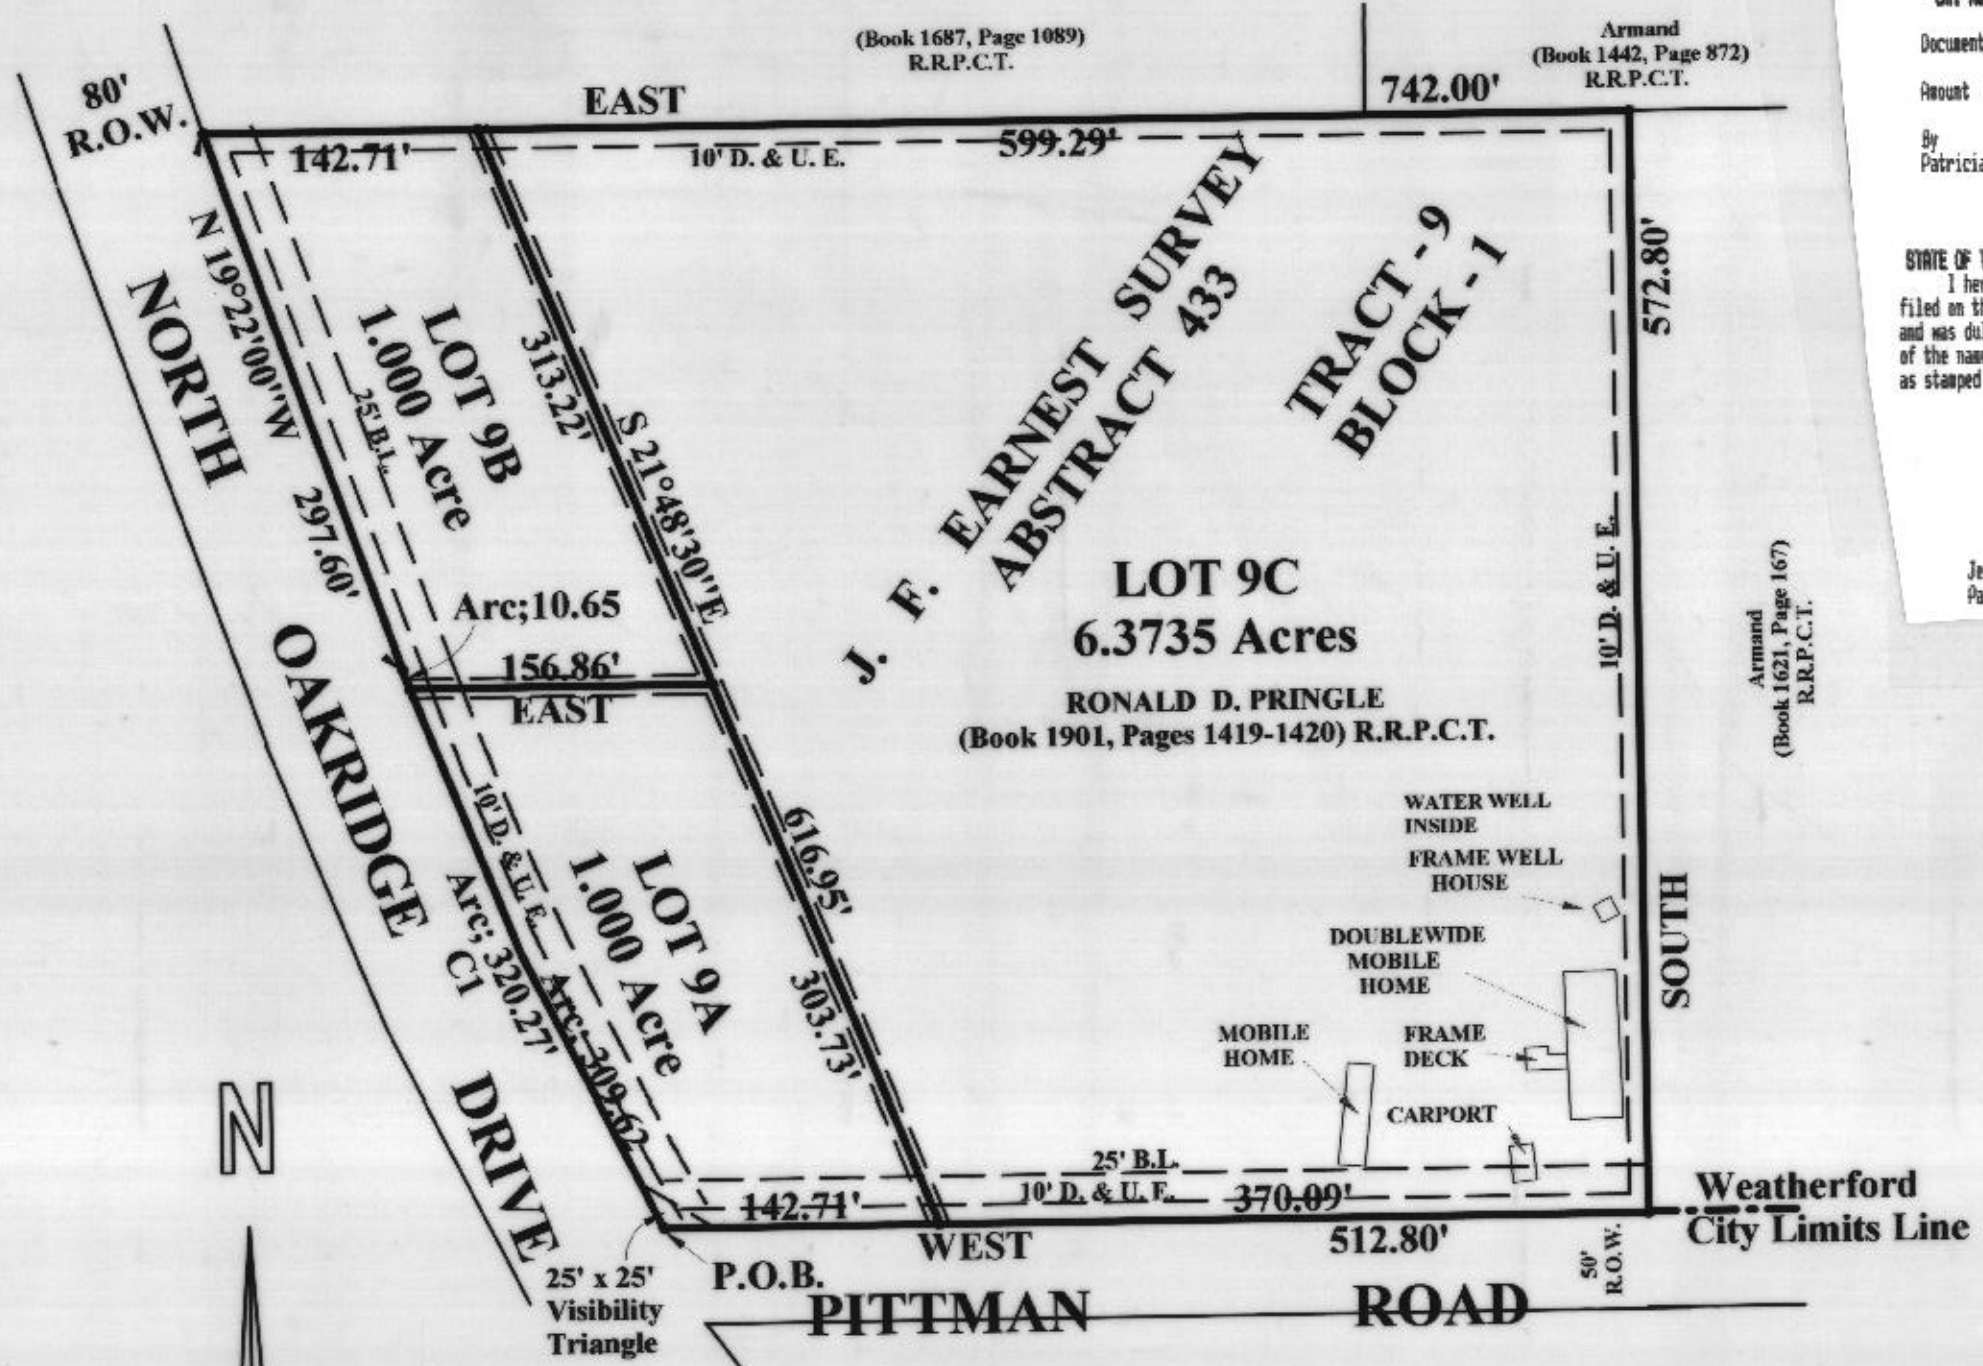 (Book 1687, Page 1089)
R.R.P.C.T.
Armand
(Book 1442, Page 872)
R.R.P.C.T.
80'
R.O.W.
EAST
742.00'
142.71'
10' D. & U. E.
599.29'
N 19°22'00"W
297.60'
NORTH
OAKRIDGE
DRIVE
LOT 9B
1.000 Acre
25' B.L.
313.22'
S 21°48'30"E
616.95'
J. F. EARNEST SURVEY
ABSTRACT 433
TRACT - 9
BLOCK - 1
572.80'
10' D. & U. E.
SOUTH
Armand
(Book 1621, Page 167)
R.R.P.C.T.
Arc;10.65
156.86'
EAST
LOT 9C
6.3735 Acres
RONALD D. PRINGLE
(Book 1901, Pages 1419-1420) R.R.P.C.T.
10' D. & U. E.
Arc; 320.27'
C1
Arc; 309.62
LOT 9A
1.000 Acre
303.73'
WATER WELL
INSIDE
FRAME WELL
HOUSE
DOUBLEWIDE
MOBILE
HOME
MOBILE
HOME
FRAME
DECK
CARPORT
25' B.L.
10' D. & U. E.
142.71'
370.09'
WEST
512.80'
Weatherford
City Limits Line
50'
R.O.W.
25' x 25'
Visibility
Triangle
P.O.B.
PITTMAN ROAD
N
Document
Amount
By
Patricia
STATE OF
I
filed on
and was
of the
as stamped